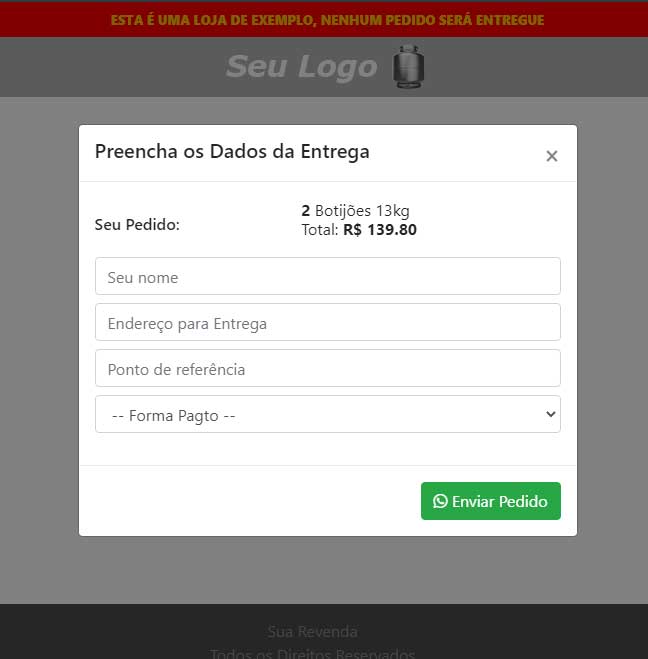 ESTA É UMA LOJA DE EXEMPLO, NENHUM PEDIDO SERÁ ENTREGUE
Seu Logo
Preencha os Dados da Entrega
×
Seu Pedido:
2 Botijões 13kg
Total: R$ 139.80
Seu nome
Endereço para Entrega
Ponto de referência
-- Forma Pagto --
Enviar Pedido
Sua Revenda
Todos os Direitos Reservados